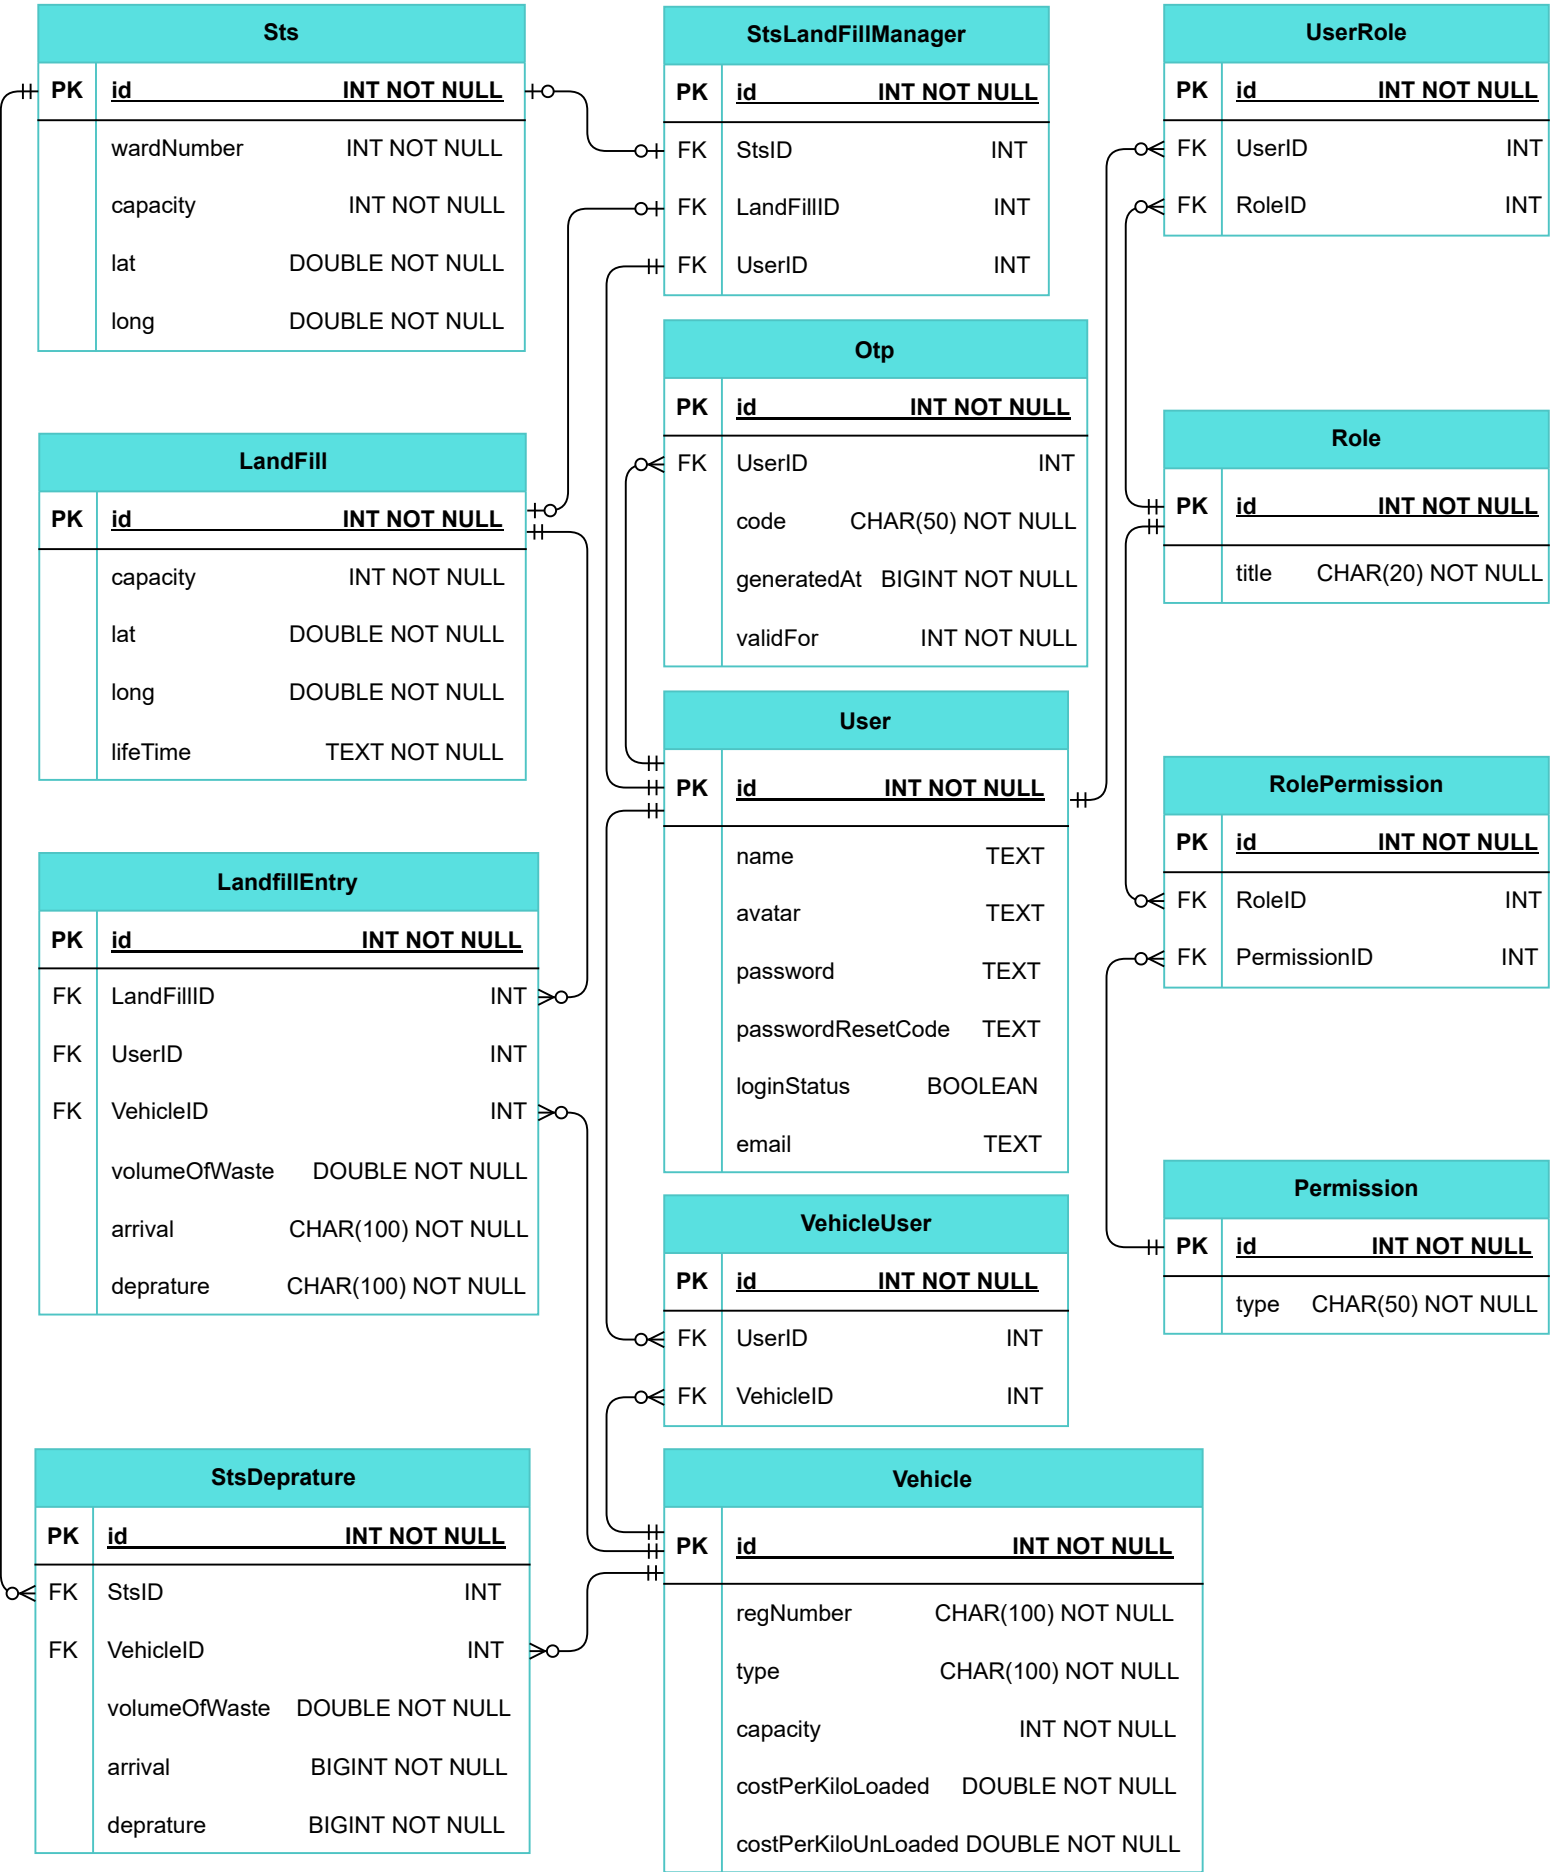 Sts
PK id INT NOT NULL
wardNumber INT NOT NULL
capacity INT NOT NULL
lat DOUBLE NOT NULL
long DOUBLE NOT NULL
LandFill
PK id INT NOT NULL
capacity INT NOT NULL
lat DOUBLE NOT NULL
long DOUBLE NOT NULL
lifeTime TEXT NOT NULL
LandfillEntry
PK id INT NOT NULL
FK LandFillID INT
FK UserID INT
FK VehicleID INT
volumeOfWaste DOUBLE NOT NULL
arrival CHAR(100) NOT NULL
deprature CHAR(100) NOT NULL
StsDeprature
PK id INT NOT NULL
FK StsID INT
FK VehicleID INT
volumeOfWaste DOUBLE NOT NULL
arrival BIGINT NOT NULL
deprature BIGINT NOT NULL
StsLandFillManager
PK id INT NOT NULL
FK StsID INT
FK LandFillID INT
FK UserID INT
Otp
PK id INT NOT NULL
FK UserID INT
code CHAR(50) NOT NULL
generatedAt BIGINT NOT NULL
validFor INT NOT NULL
User
PK id INT NOT NULL
name TEXT
avatar TEXT
password TEXT
passwordResetCode TEXT
loginStatus BOOLEAN
email TEXT
VehicleUser
PK id INT NOT NULL
FK UserID INT
FK VehicleID INT
Vehicle
PK id INT NOT NULL
regNumber CHAR(100) NOT NULL
type CHAR(100) NOT NULL
capacity INT NOT NULL
costPerKiloLoaded DOUBLE NOT NULL
costPerKiloUnLoaded DOUBLE NOT NULL
UserRole
PK id INT NOT NULL
FK UserID INT
FK RoleID INT
Role
PK id INT NOT NULL
title CHAR(20) NOT NULL
RolePermission
PK id INT NOT NULL
FK RoleID INT
FK PermissionID INT
Permission
PK id INT NOT NULL
type CHAR(50) NOT NULL